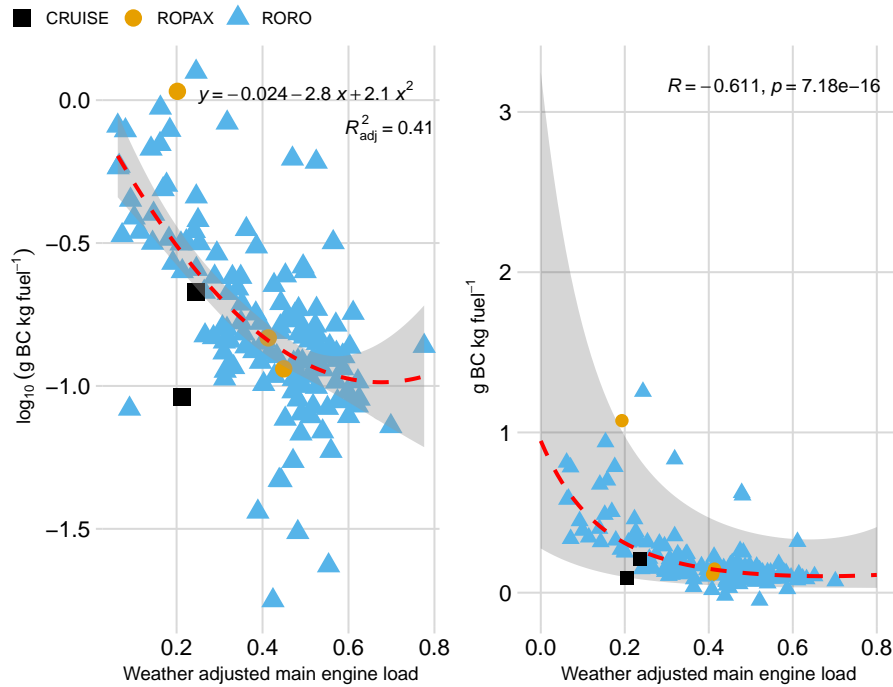 CRUISE ROPAX RORO
y = −0.024 − 2.8 x + 2.1 x²
R²adj = 0.41
log₁₀ (g BC kg fuel⁻¹)
0.0
−0.5
−1.0
−1.5
0.2 0.4 0.6 0.8
Weather adjusted main engine load
R = −0.611, p = 7.18e−16
g BC kg fuel⁻¹
3
2
1
0
0.0 0.2 0.4 0.6 0.8
Weather adjusted main engine load